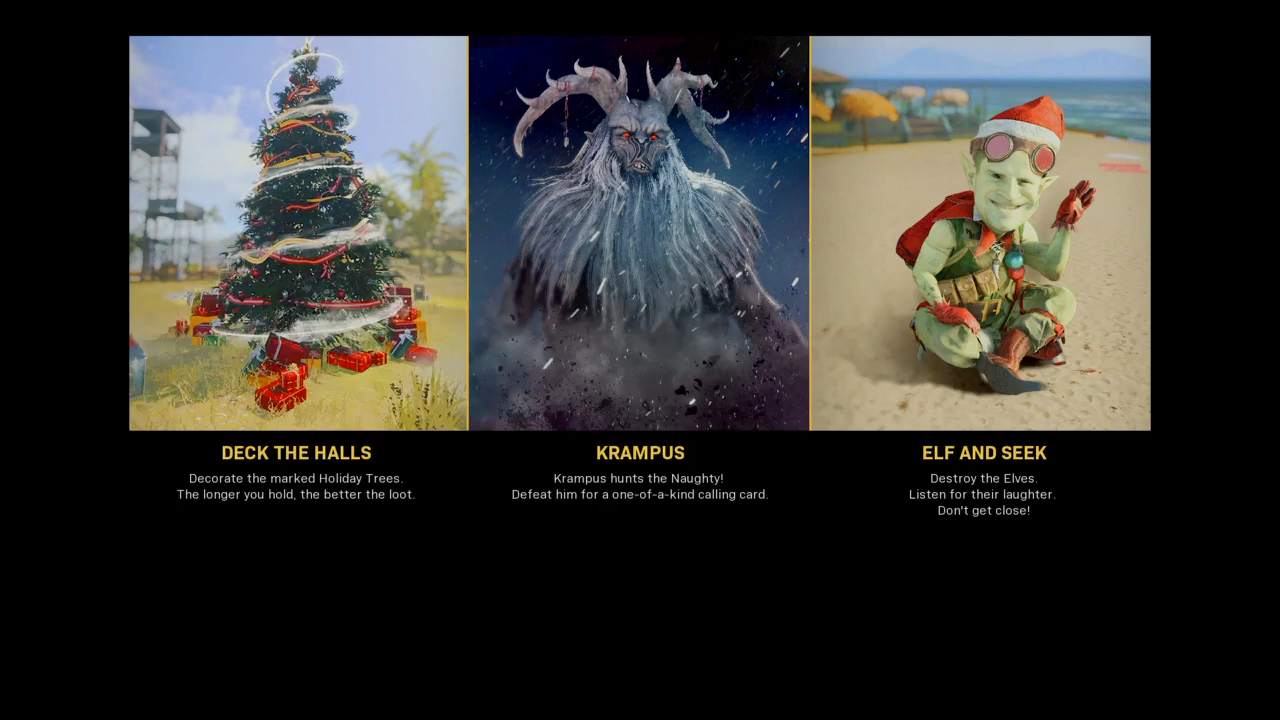 DECK THE HALLS
Decorate the marked Holiday Trees.
The longer you hold, the better the loot.
KRAMPUS
Krampus hunts the Naughty!
Defeat him for a one-of-a-kind calling card.
ELF AND SEEK
Destroy the Elves.
Listen for their laughter.
Don't get close!